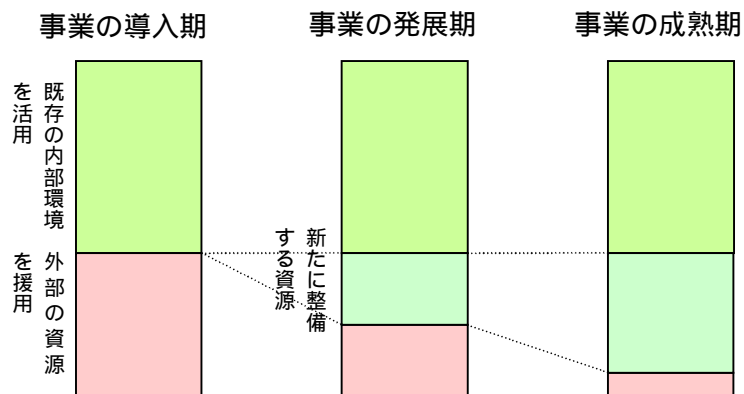 事業の導入期
事業の発展期
事業の成熟期
既存の内部環境
を活用
外部の資源
を援用
新たに整備
する資源